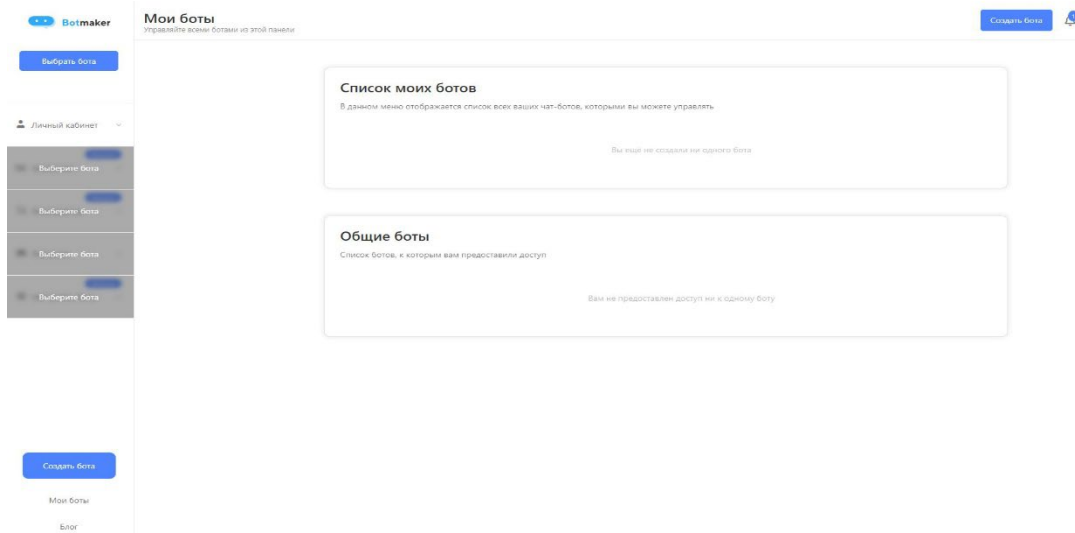 Botmaker
Выбрать бота
Личный кабинет
Выберите бота
Выберите бота
Выберите бота
Выберите бота
Создать бота
Мои боты
Блог
Мои боты
Управляйте всеми ботами из этой панели
Создать бота
Список моих ботов
В данном меню отображается список всех ваших чат-ботов, которыми вы можете управлять
Вы ещё не создали ни одного бота
Общие боты
Список ботов, к которым вам предоставили доступ
Вам не предоставлен доступ ни к одному боту